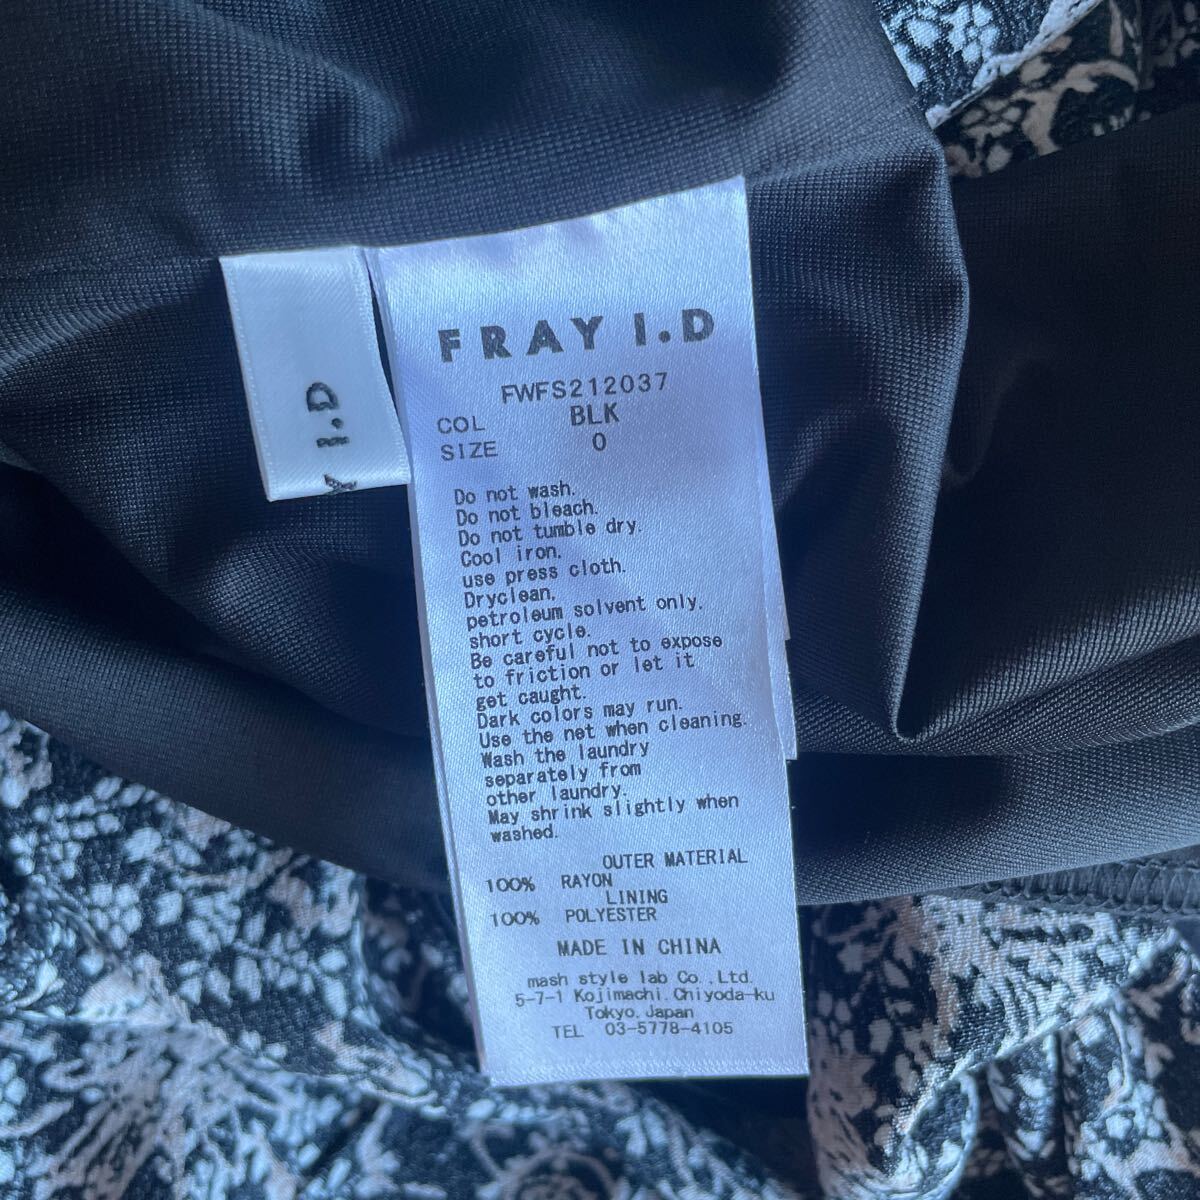 I.D
FRAY I.D
FWFS212037
COL BLK
SIZE 0
Do not wash.
Do not bleach.
Do not tumble dry.
Cool iron.
use press cloth.
Dryclean.
petroleum solvent only.
short cycle.
Be careful not to expose
to friction or let it
get caught.
Dark colors may run.
Use the net when cleaning.
Wash the laundry
separately from
other laundry.
May shrink slightly when
washed.
OUTER MATERIAL
100% RAYON
LINING
100% POLYESTER
MADE IN CHINA
mash style lab Co.,Ltd.
5-7-1 Kojimachi.Chiyoda-ku
Tokyo.Japan
TEL 03-5778-4105